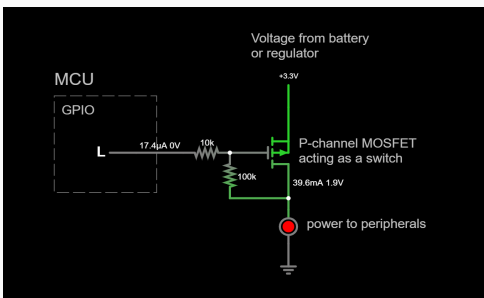 Voltage from battery
or regulator
+3.3V
MCU
GPIO
L
17.4μA 0V
10k
P-channel MOSFET
acting as a switch
100k
39.6mA 1.9V
power to peripherals